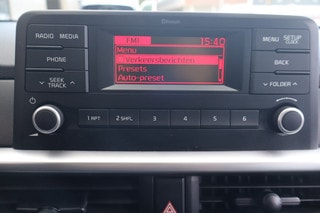 Bluetooth
RADIO MEDIA
PHONE
SEEK
TRACK
FM1 15:40
Menu
Verkeersberichten
Presets
Auto-preset
MENU SETUP
CLOCK
BACK
FOLDER
1 RPT 2 SHFL 3 4 5 6